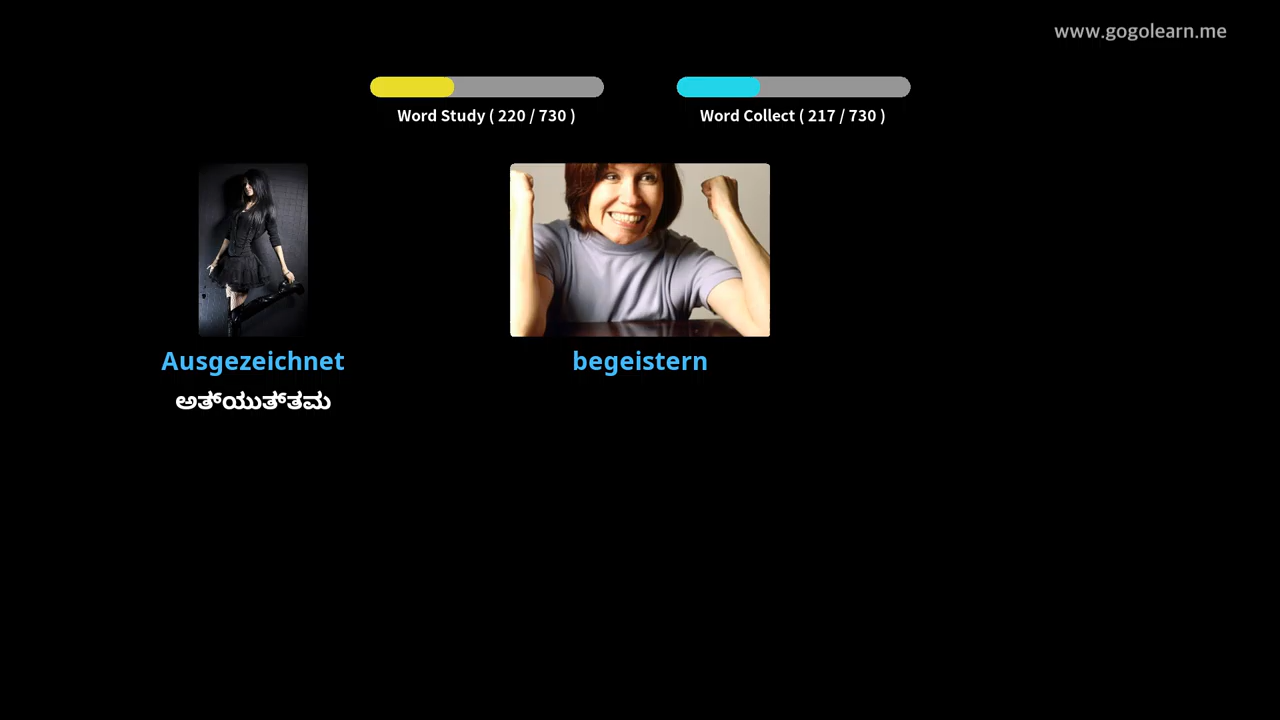 www.gogolearn.me
Word Study ( 220 / 730 )
Word Collect ( 217 / 730 )
Ausgezeichnet
begeistern
ಅತ್‌ಯುತ್‌ತಮ